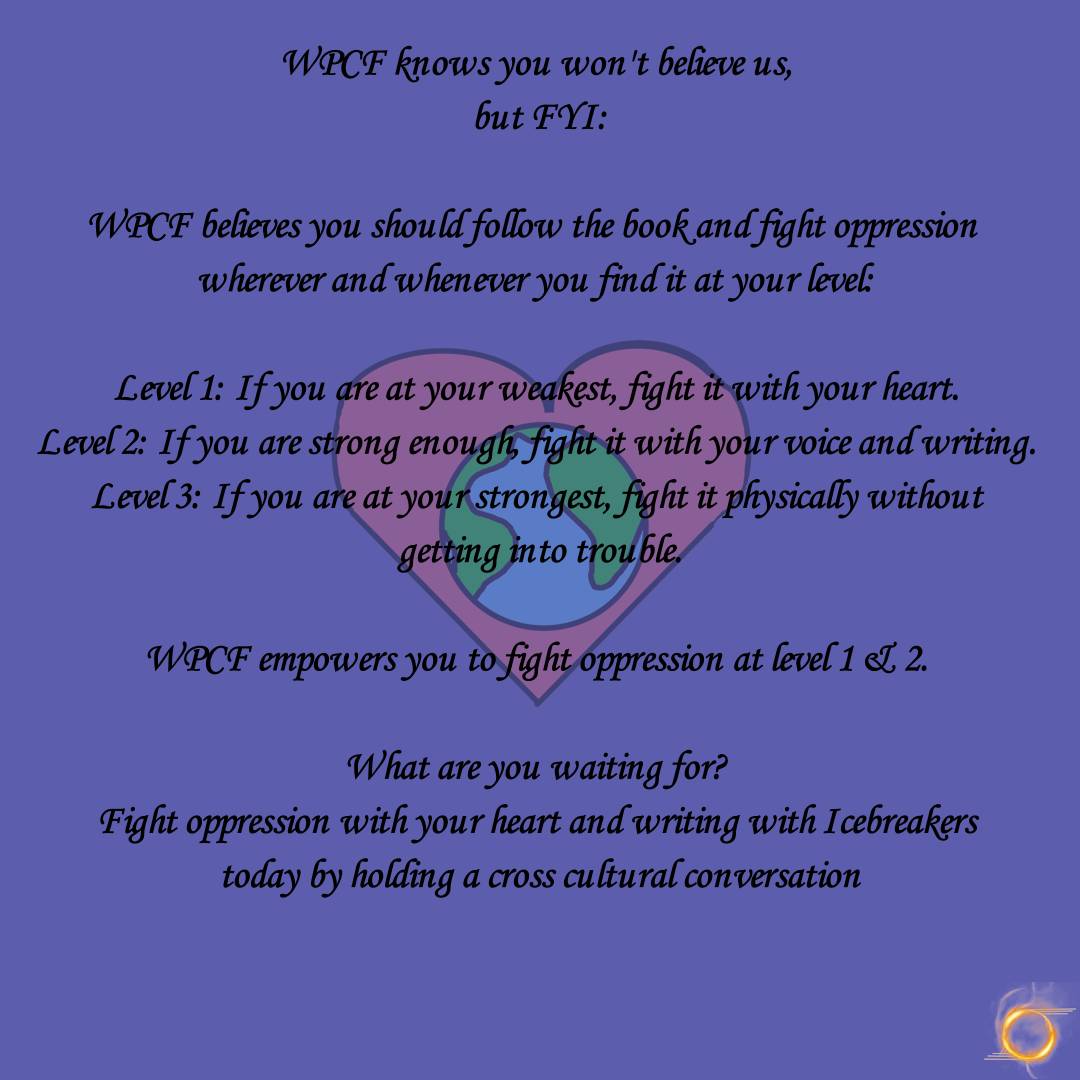 WPCF knows you won't believe us,
but FYI:
WPCF believes you should follow the book and fight oppression
wherever and whenever you find it at your level:
Level 1: If you are at your weakest, fight it with your heart.
Level 2: If you are strong enough, fight it with your voice and writing.
Level 3: If you are at your strongest, fight it physically without
getting into trouble.
WPCF empowers you to fight oppression at level 1 & 2.
What are you waiting for?
Fight oppression with your heart and writing with Icebreakers
today by holding a cross cultural conversation